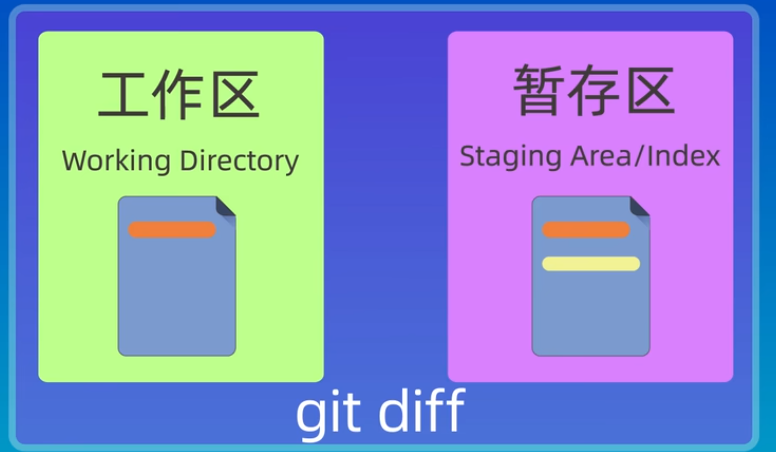 工作区
Working Directory
暂存区
Staging Area/Index
git diff